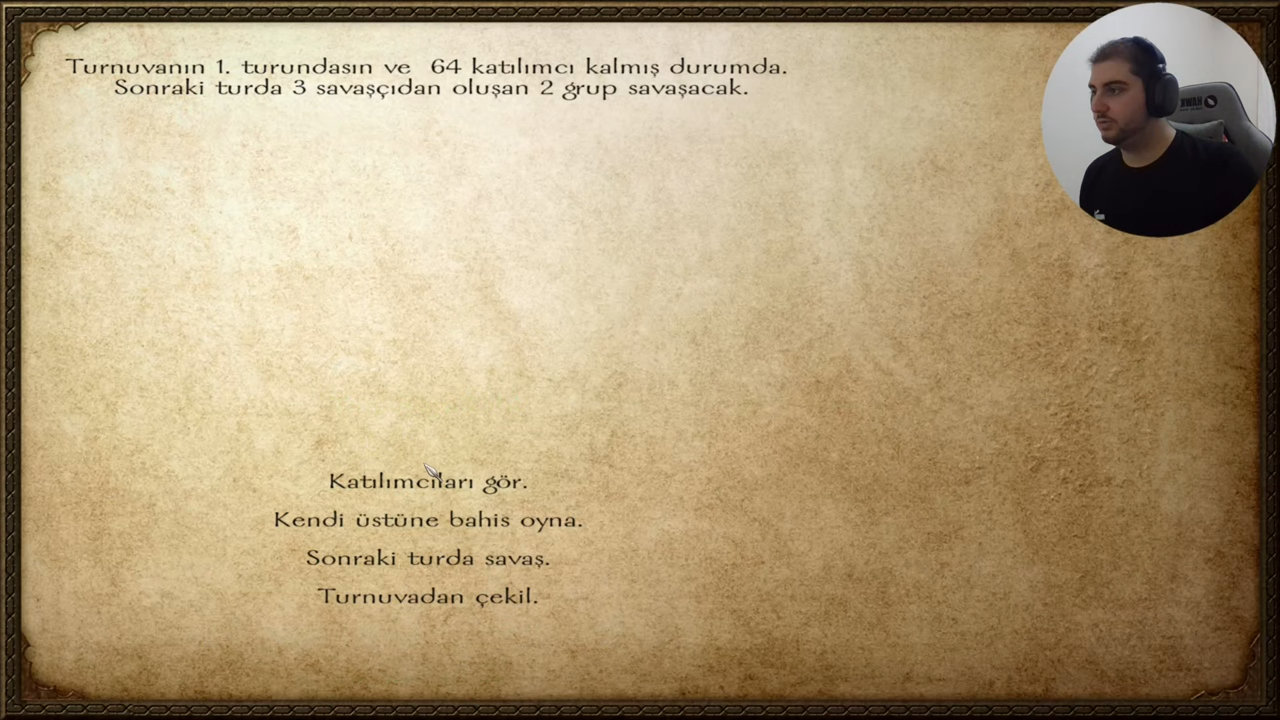 Turnuvanın 1. turundasın ve 64 katılımcı kalmış durumda.
Sonraki turda 3 savaşçıdan oluşan 2 grup savaşacak.
HAWK
Katılımcıları gör.
Kendi üstüne bahis oyna.
Sonraki turda savaş.
Turnuvadan çekil.